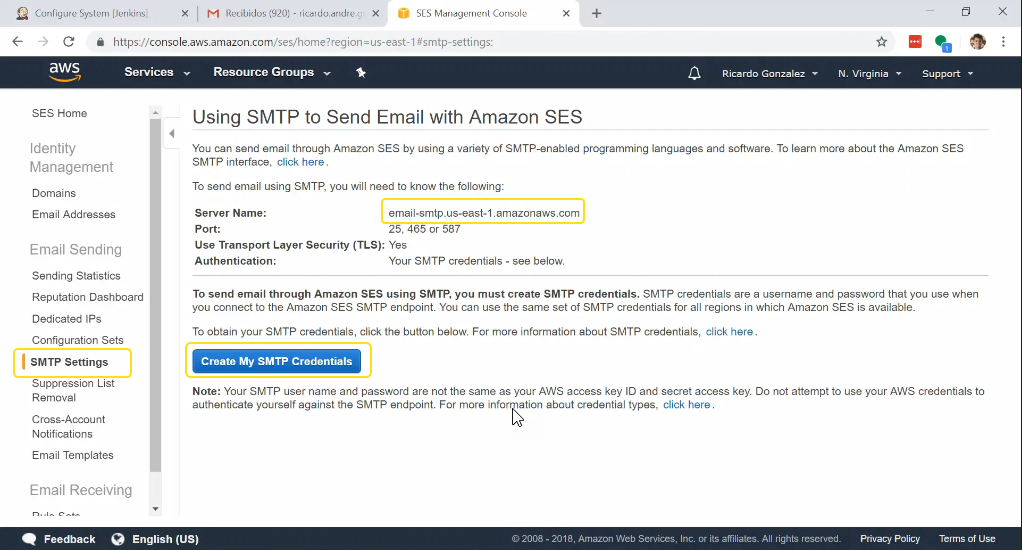 Configure System [Jenkins]
Recibidos (920) - ricardo.andre.g
SES Management Console
https://console.aws.amazon.com/ses/home?region=us-east-1#smtp-settings:
1
aws
Services
Resource Groups
Ricardo Gonzalez
N. Virginia
Support
SES Home
Identity
Management
Domains
Email Addresses
Email Sending
Sending Statistics
Reputation Dashboard
Dedicated IPs
Configuration Sets
SMTP Settings
Suppression List
Removal
Cross-Account
Notifications
Email Templates
Email Receiving
Rule Sets
Using SMTP to Send Email with Amazon SES
You can send email through Amazon SES by using a variety of SMTP-enabled programming languages and software. To learn more about the Amazon SES
SMTP interface, click here.
To send email using SMTP, you will need to know the following:
Server Name: email-smtp.us-east-1.amazonaws.com
Port: 25, 465 or 587
Use Transport Layer Security (TLS): Yes
Authentication: Your SMTP credentials - see below.
To send email through Amazon SES using SMTP, you must create SMTP credentials. SMTP credentials are a username and password that you use when
you connect to the Amazon SES SMTP endpoint. You can use the same set of SMTP credentials for all regions in which Amazon SES is available.
To obtain your SMTP credentials, click the button below. For more information about SMTP credentials, click here.
Create My SMTP Credentials
Note: Your SMTP user name and password are not the same as your AWS access key ID and secret access key. Do not attempt to use your AWS credentials to
authenticate yourself against the SMTP endpoint. For more information about credential types, click here.
Feedback
English (US)
© 2008 - 2018, Amazon Web Services, Inc. or its affiliates. All rights reserved.
Privacy Policy
Terms of Use